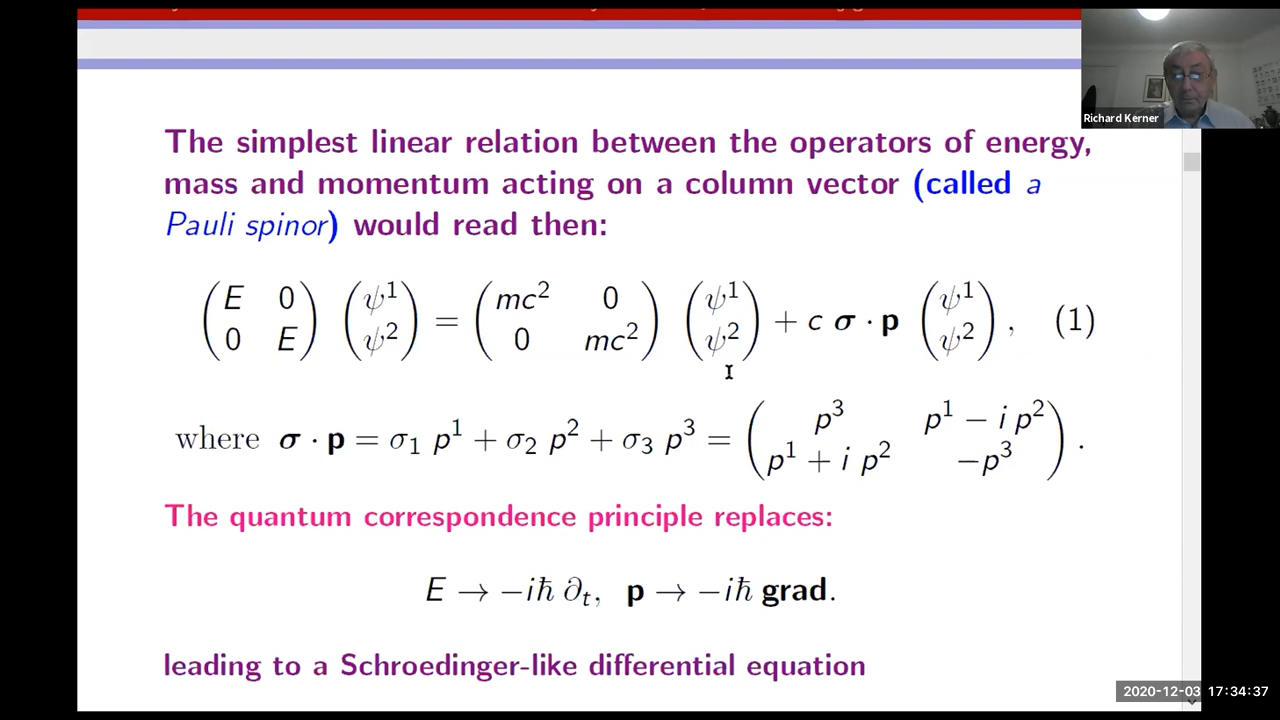 Richard Kerner
The simplest linear relation between the operators of energy,
mass and momentum acting on a column vector (called a
Pauli spinor) would read then:
(E 0 0 E) (ψ¹ ψ²) = (mc² 0 0 mc²) (ψ¹ ψ²) + c σ · p (ψ¹ ψ²), (1)
where σ · p = σ₁ p¹ + σ₂ p² + σ₃ p³ = (p³ p¹ − i p² p¹ + i p² −p³).
The quantum correspondence principle replaces:
E → −iħ ∂ₜ, p → −iħ grad.
leading to a Schroedinger-like differential equation
2020-12-03 17:34:37